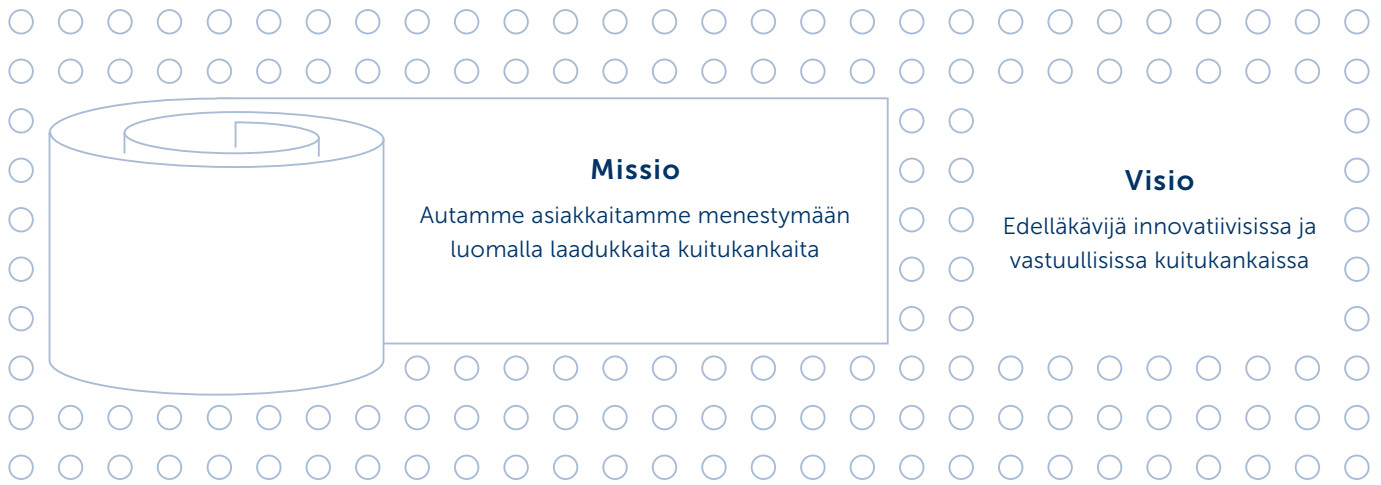 Missio
Autamme asiakkaitamme menestymään
luomalla laadukkaita kuitukankaita
Visio
Edelläkävijä innovatiivisissa ja
vastuullisissa kuitukankaissa